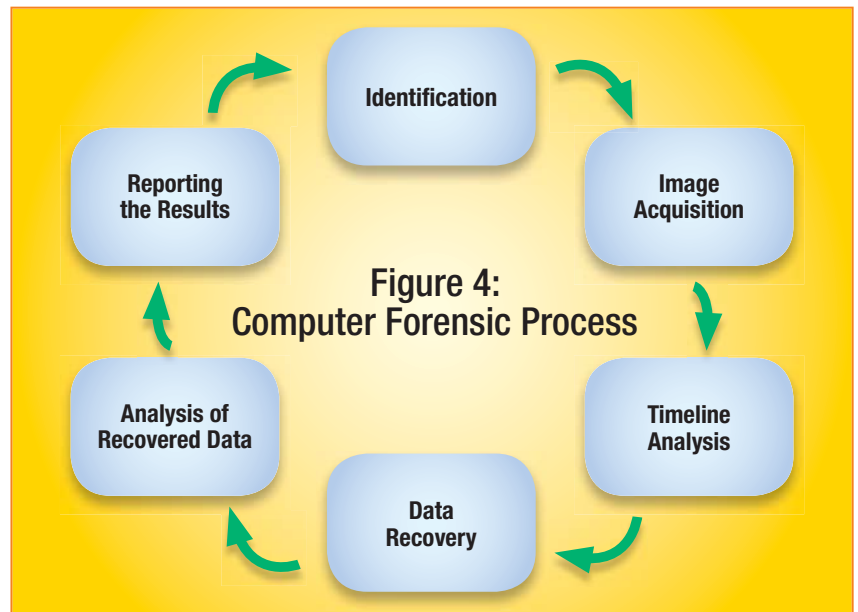 Identification
Image
Acquisition
Timeline
Analysis
Data
Recovery
Analysis of
Recovered Data
Reporting
the Results
Figure 4:
Computer Forensic Process